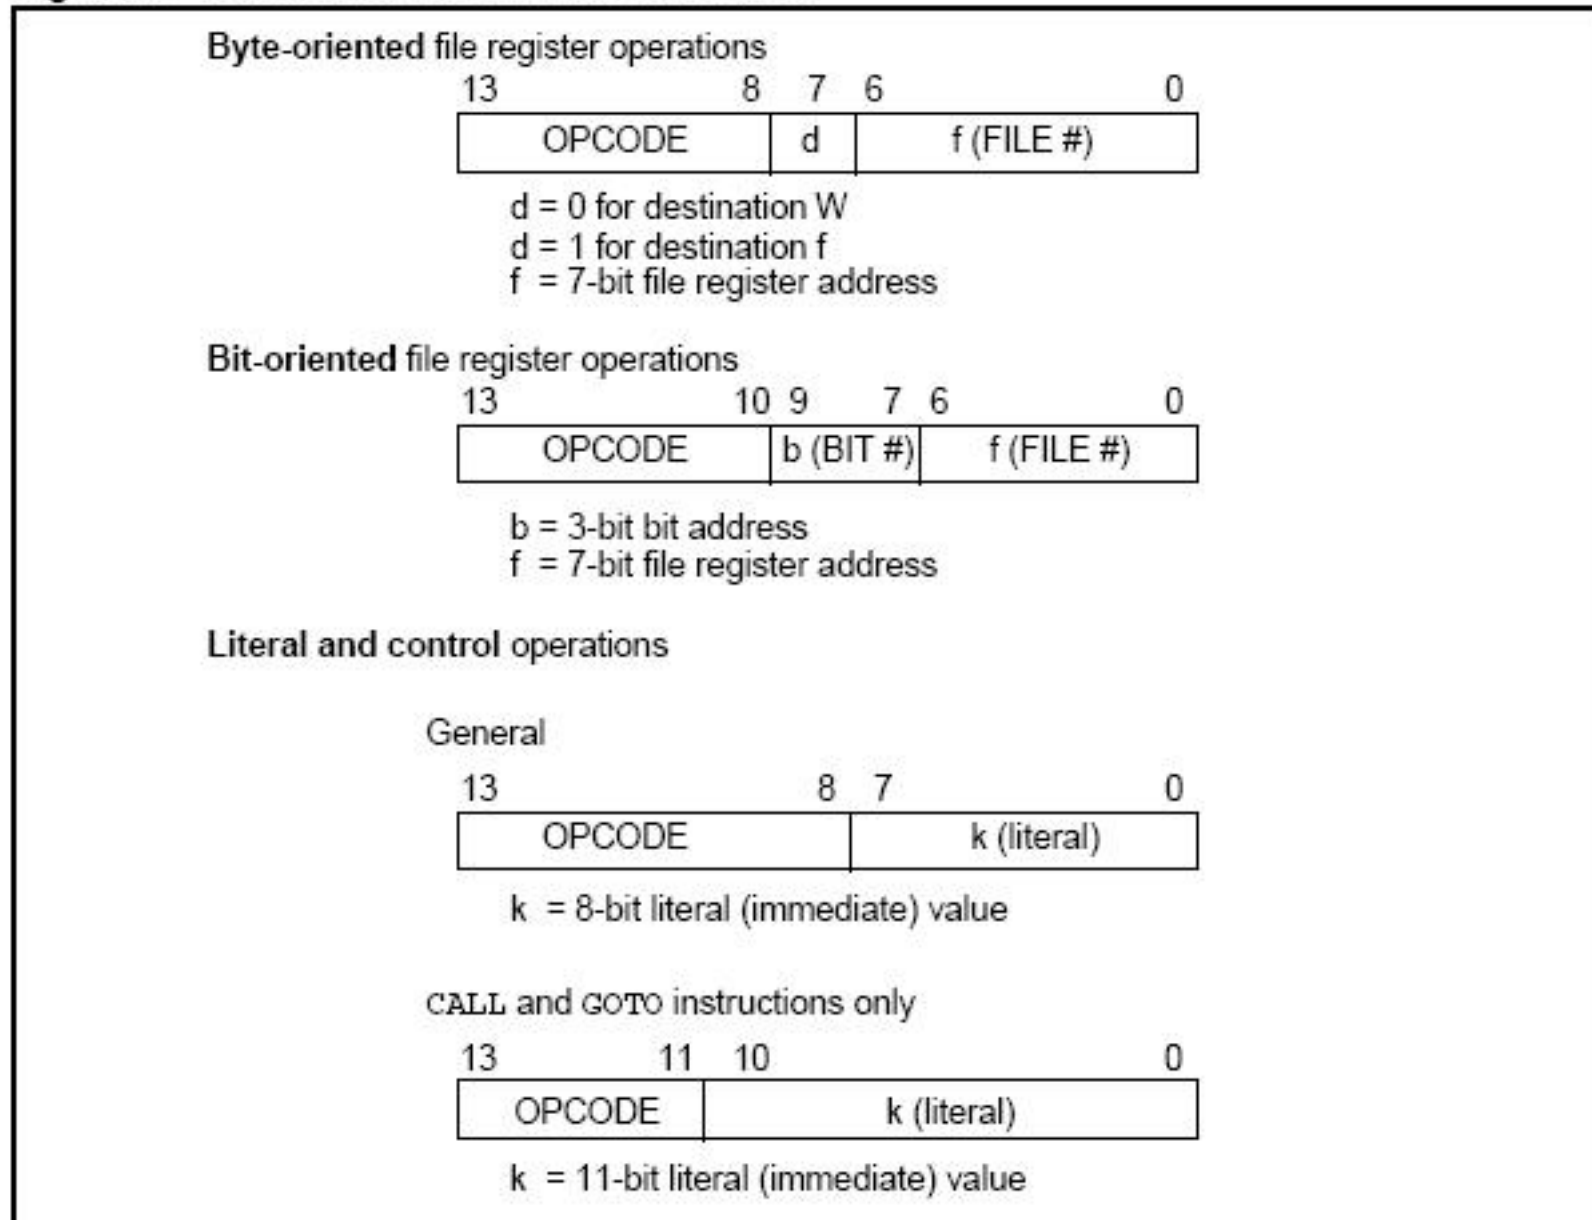 Byte-oriented file register operations
13 8 7 6 0
OPCODE d f (FILE #)
d = 0 for destination W
d = 1 for destination f
f = 7-bit file register address
Bit-oriented file register operations
13 10 9 7 6 0
OPCODE b (BIT #) f (FILE #)
b = 3-bit bit address
f = 7-bit file register address
Literal and control operations
General
13 8 7 0
OPCODE k (literal)
k = 8-bit literal (immediate) value
CALL and GOTO instructions only
13 11 10 0
OPCODE k (literal)
k = 11-bit literal (immediate) value